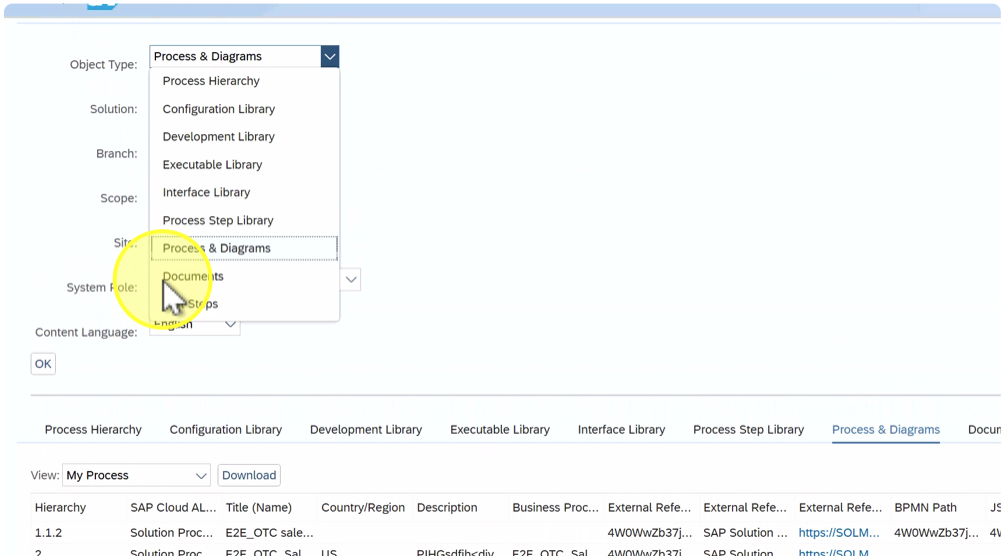 Object Type: Process & Diagrams
Process Hierarchy
Solution: Configuration Library
Development Library
Branch:
Executable Library
Scope: Interface Library
Process Step Library
Site: Process & Diagrams
System Role: Documents
Steps
Content Language: English
OK
Process Hierarchy Configuration Library Development Library Executable Library Interface Library Process Step Library Process & Diagrams Docum
View: My Process Download
Hierarchy SAP Cloud AL... Title (Name) Country/Region Description Business Proc... External Refe... External Refe... External Refe... BPMN Path JS
1.1.2 Solution Proc... E2E_OTC sale... 4W0WwZb37j... SAP Solution ... https://SOLM... 4W0WwZb37j... 4W
2 Solution Proc... E2E_OTC_Sal... US E2E_OTC_Sal... 4W0WwZb37j... SAP Solution ... https://SOLM...